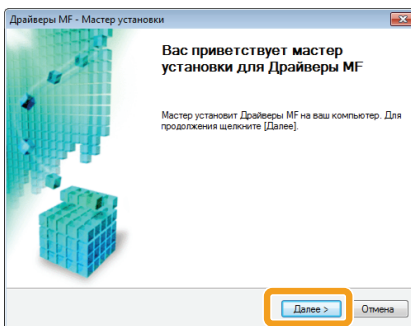 Драйверы MF - Мастер установки
Вас приветствует мастер
установки для Драйверы MF
Мастер установит Драйверы MF на ваш компьютер. Для
продолжения щелкните [Далее].
Далее >
Отмена